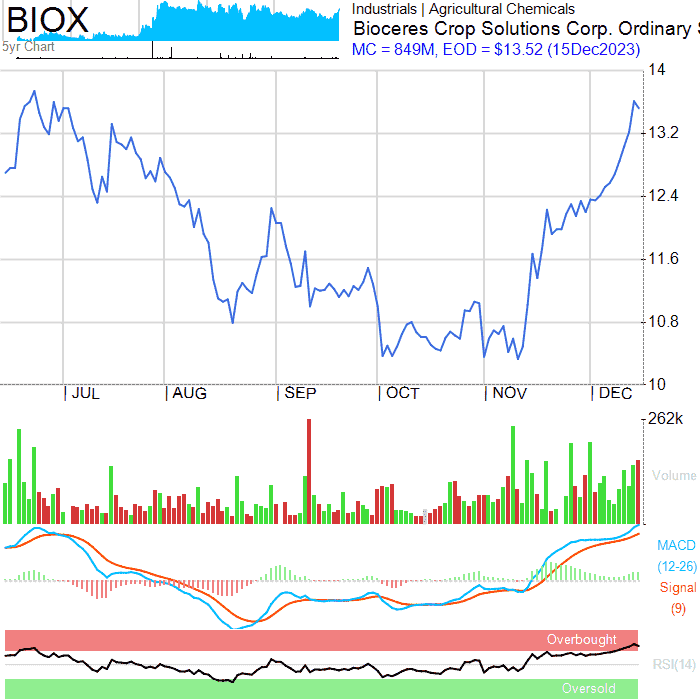 BIOX
5yr Chart
Industrials | Agricultural Chemicals
Bioceres Crop Solutions Corp. Ordinary S
MC = 849M, EOD = $13.52 (15Dec2023)
14
13.2
12.4
11.6
10.8
10
JUL AUG SEP OCT NOV DEC
262k
Volume
MACD
(12-26)
Signal
(9)
Overbought
RSI(14)
Oversold